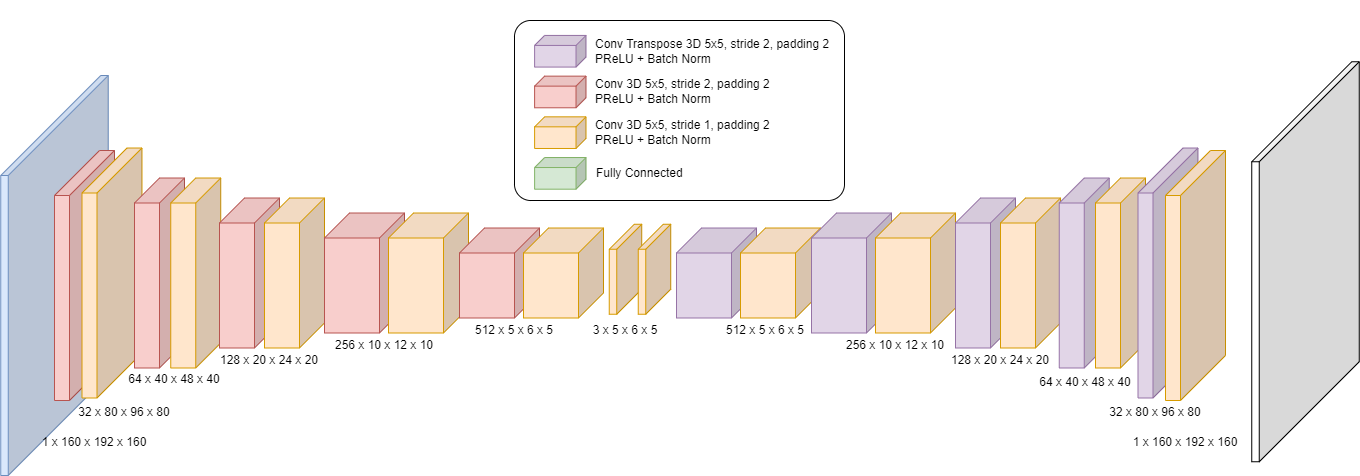 Conv Transpose 3D 5x5, stride 2, padding 2
PReLU + Batch Norm
Conv 3D 5x5, stride 2, padding 2
PReLU + Batch Norm
Conv 3D 5x5, stride 1, padding 2
PReLU + Batch Norm
Fully Connected
1 x 160 x 192 x 160
32 x 80 x 96 x 80
64 x 40 x 48 x 40
128 x 20 x 24 x 20
256 x 10 x 12 x 10
512 x 5 x 6 x 5
3 x 5 x 6 x 5
512 x 5 x 6 x 5
256 x 10 x 12 x 10
128 x 20 x 24 x 20
64 x 40 x 48 x 40
32 x 80 x 96 x 80
1 x 160 x 192 x 160